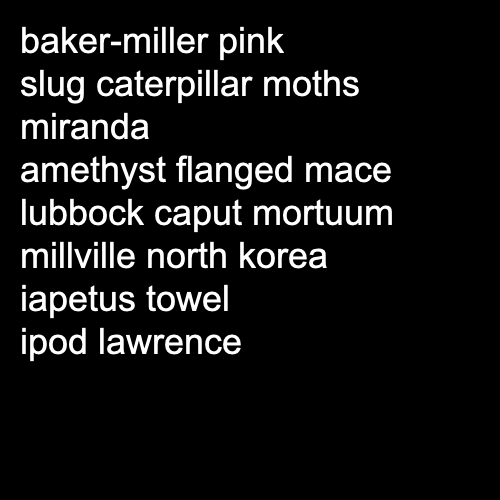 baker-miller pink
slug caterpillar moths
miranda
amethyst flanged mace
lubbock caput mortuum
millville north korea
iapetus towel
ipod lawrence